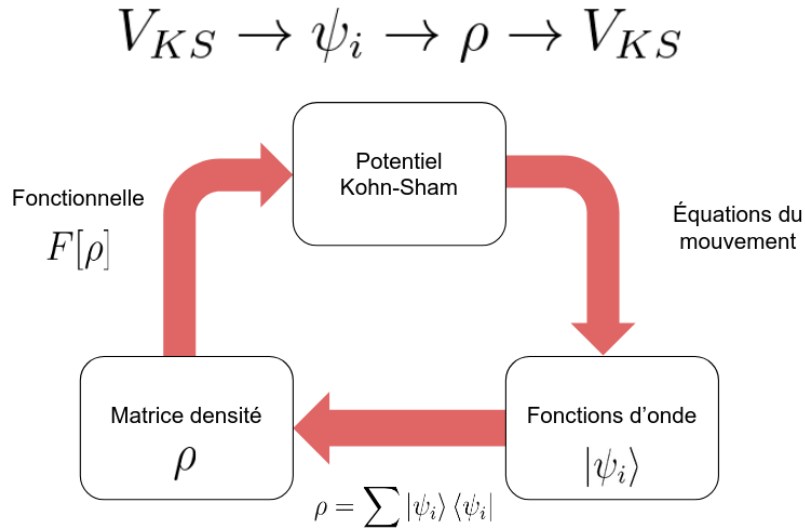 V_{KS} → ψ_i → ρ → V_{KS}
Potentiel
Kohn-Sham
Fonctionnelle
F[ρ]
Équations du
mouvement
Matrice densité
ρ
Fonctions d'onde
|ψ_i⟩
ρ = ∑ |ψ_i⟩ ⟨ψ_i|